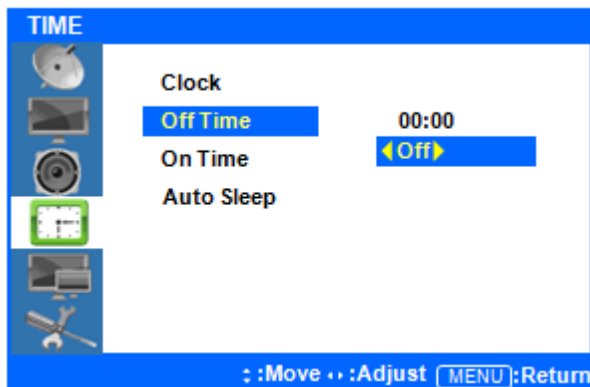 TIME
Clock
Off Time 00:00
Off
On Time
Auto Sleep
:Move :Adjust MENU:Return